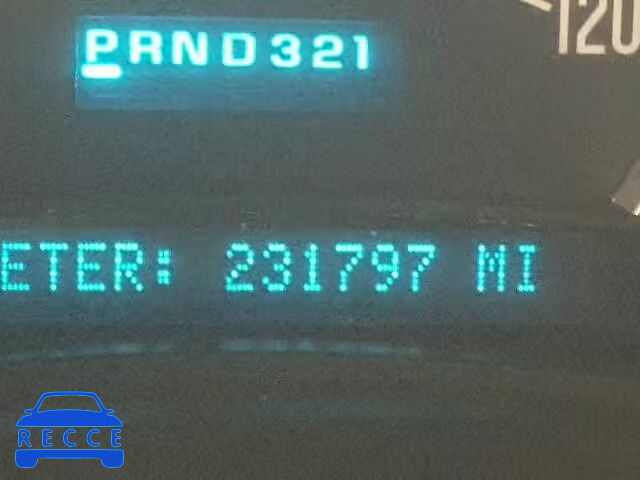 120
PRND321
ETER: 231797 MI
RECCE